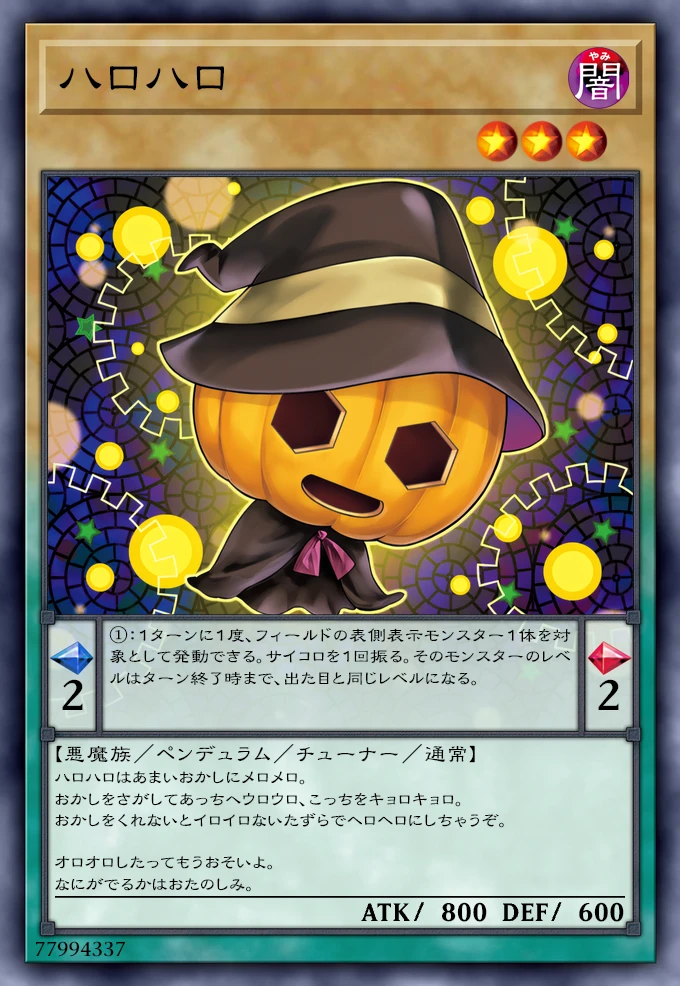 ハロハロ
やみ
闇
①：１ターンに１度、フィールドの表側表示モンスター１体を対
象として発動できる。サイコロを１回振る。そのモンスターのレベ
ルはターン終了時まで、出た目と同じレベルになる。
2
2
【悪魔族／ペンデュラム／チューナー／通常】
ハロハロはあまいおかしにメロメロ。
おかしをさがしてあっちへウロウロ、こっちをキョロキョロ。
おかしをくれないとイロイロないたずらでヘロヘロにしちゃうぞ。
オロオロしたってもうおそいよ。
なにがでるかはおたのしみ。
ATK/ 800 DEF/ 600
77994337